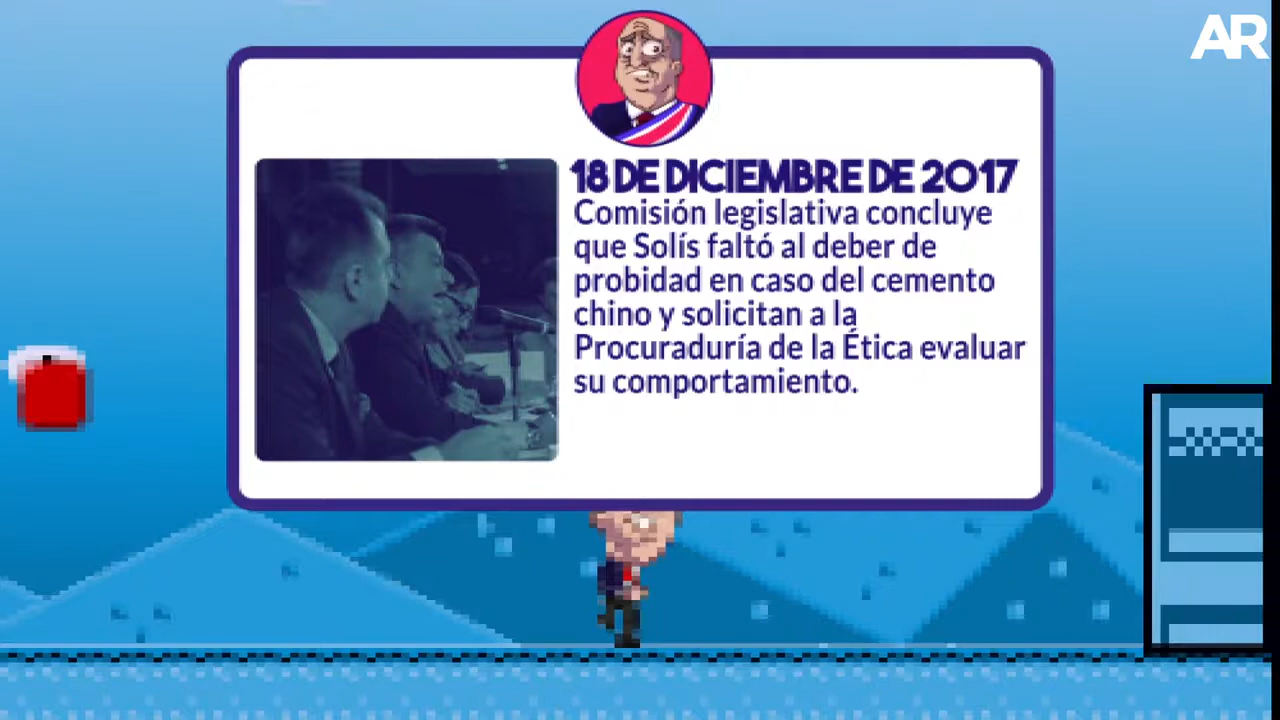 AR
18 DE DICIEMBRE DE 2017
Comisión legislativa concluye
que Solís faltó al deber de
probidad en caso del cemento
chino y solicitan a la
Procuraduría de la Ética evaluar
su comportamiento.